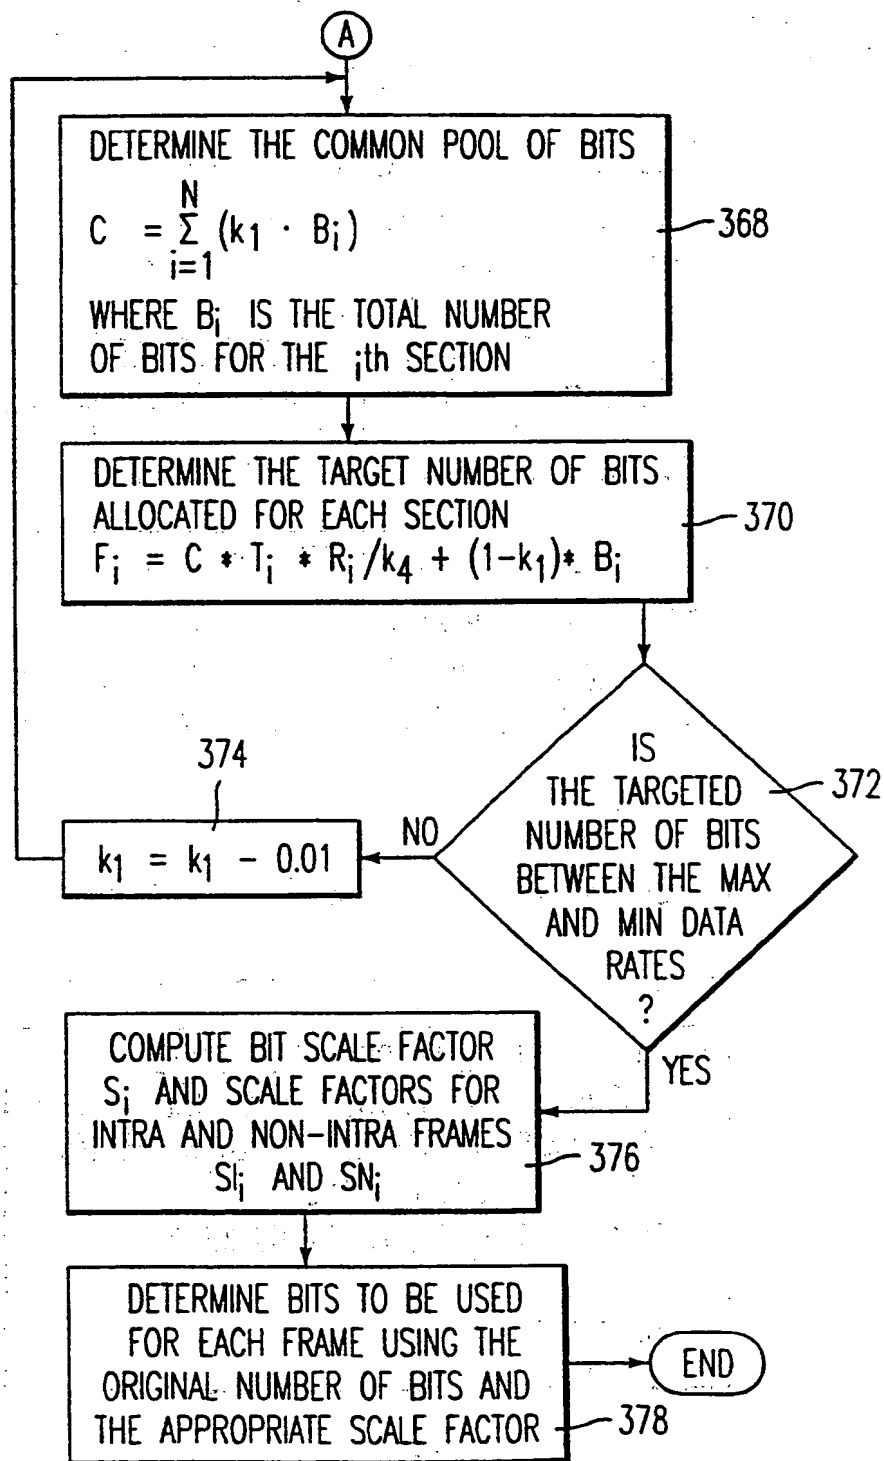 A
DETERMINE THE COMMON POOL OF BITS
N
C = Σ (k1 · Bi)
i=1
WHERE Bi IS THE TOTAL NUMBER
OF BITS FOR THE ith SECTION
368
DETERMINE THE TARGET NUMBER OF BITS
ALLOCATED FOR EACH SECTION
Fi = C * Ti * Ri/k4 + (1-k1)* Bi
370
IS
THE TARGETED
NUMBER OF BITS
BETWEEN THE MAX
AND MIN DATA
RATES
?
372
NO
374
k1 = k1 - 0.01
YES
COMPUTE BIT SCALE FACTOR
Si AND SCALE FACTORS FOR
INTRA AND NON-INTRA FRAMES
SIi AND SNi
376
DETERMINE BITS TO BE USED
FOR EACH FRAME USING THE
ORIGINAL NUMBER OF BITS AND
THE APPROPRIATE SCALE FACTOR
378
END